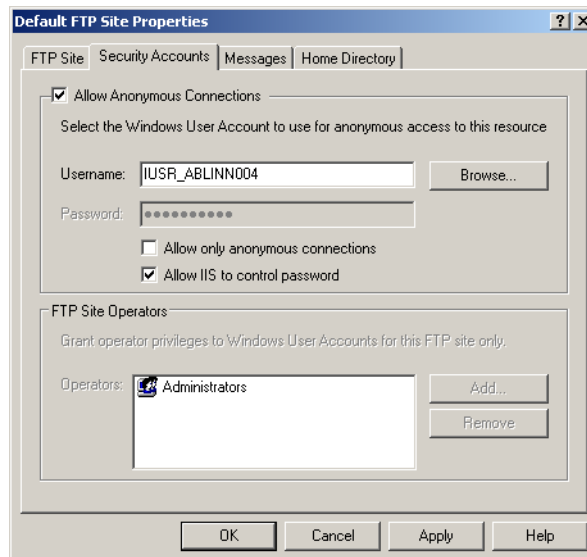 Default FTP Site Properties
FTP Site Security Accounts Messages Home Directory
Allow Anonymous Connections
Select the Windows User Account to use for anonymous access to this resource
Username: IUSR_ABLINN004 Browse...
Password: ●●●●●●●●●●
Allow only anonymous connections
Allow IIS to control password
FTP Site Operators
Grant operator privileges to Windows User Accounts for this FTP site only.
Operators: Administrators Add...
Remove
OK Cancel Apply Help